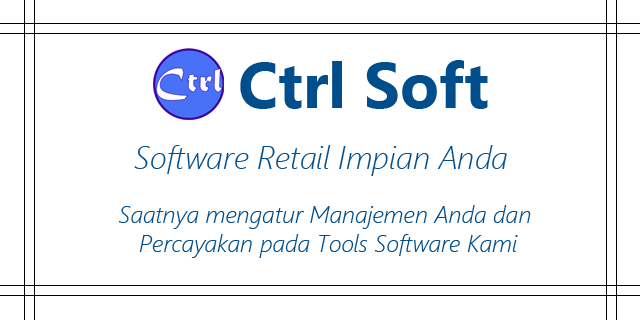 Ctrl Ctrl Soft
Software Retail Impian Anda
Saatnya mengatur Manajemen Anda dan
Percayakan pada Tools Software Kami